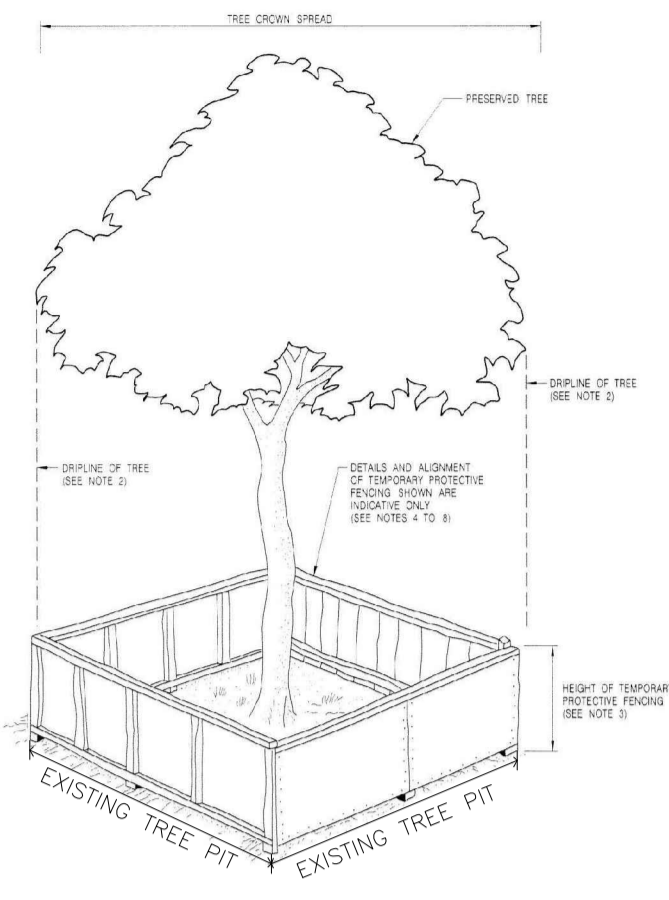 TREE CROWN SPREAD
PRESERVED TREE
DRIPLINE OF TREE
(SEE NOTE 2)
DRIPLINE OF TREE
(SEE NOTE 2)
DETAILS AND ALIGNMENT
OF TEMPORARY PROTECTIVE
FENCING SHOWN ARE
INDICATIVE ONLY
(SEE NOTES 4 TO 8)
HEIGHT OF TEMPORAR
PROTECTIVE FENCING
(SEE NOTE 3)
EXISTING TREE PIT
EXISTING TREE PIT